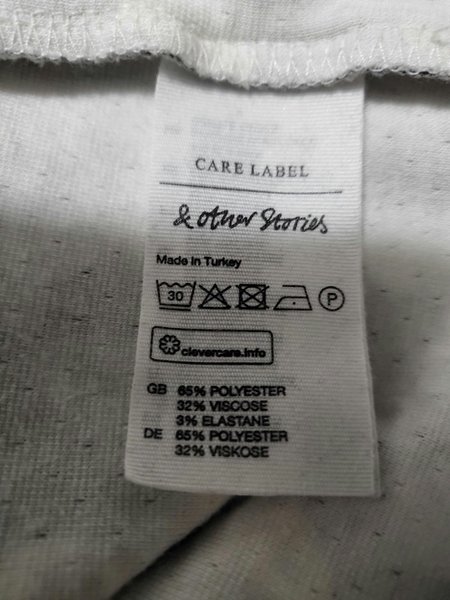 CARE LABEL
& other Stories
Made in Turkey
30 P
clevercare.info
GB 65% POLYESTER
32% VISCOSE
3% ELASTANE
DE 65% POLYESTER
32% VISKOSE